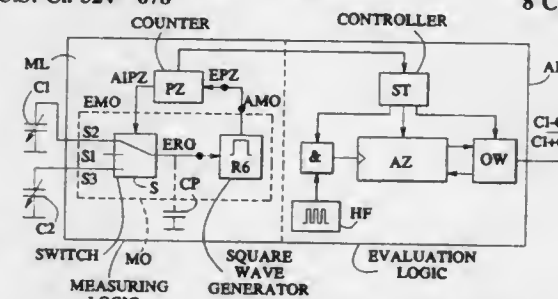 COUNTER
CONTROLLER
ML
C1
AIPZ
PZ
EPZ
EMO
AMO
S2
S1
S3
ERG
R6
S
CP
C2
SWITCH
MO
MEASURING
SQUARE
WAVE
GENERATOR
ST
&
AZ
OW
HF
EVALUATION
LOGIC